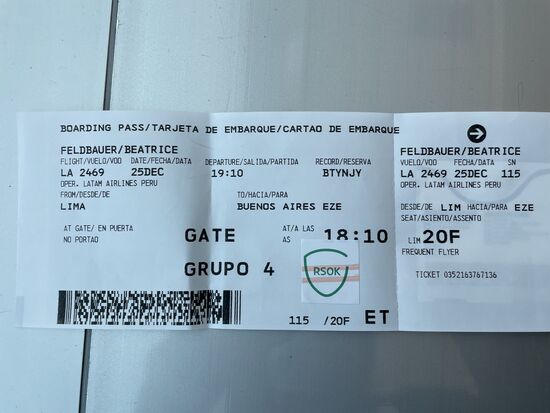 BOARDING PASS/TARJETA DE EMBARQUE/CARTAO DE EMBARQUE
FELDBAUER/BEATRICE
FLIGHT/VUELO/VOO DATE/FECHA/DATA DEPARTURE/SALIDA/PARTIDA RECORD/RESERVA
LA 2469 25DEC 19:10 BTYNJY
OPER. LATAM AIRLINES PERU
FROM/DESDE/DE TO/HACIA/PARA
LIMA BUENOS AIRES EZE
AT GATE/ EN PUERTA AT/A LAS
NO PORTAO GATE AS 18:10
GRUPO 4
RSOK
115 /20F ET
FELDBAUER/BEATRICE
VUELO/VOO FECHA/DATA SN
LA 2469 25DEC 115
OPER. LATAM AIRLINES PERU
DESDE/DE LIM HACIA/PARA EZE
SEAT/ASIENTO/ASSENTO
LIM 20F
FREQUENT FLYER
TICKET 0352163767136